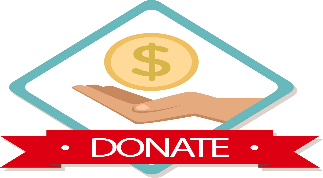 $
• DONATE •